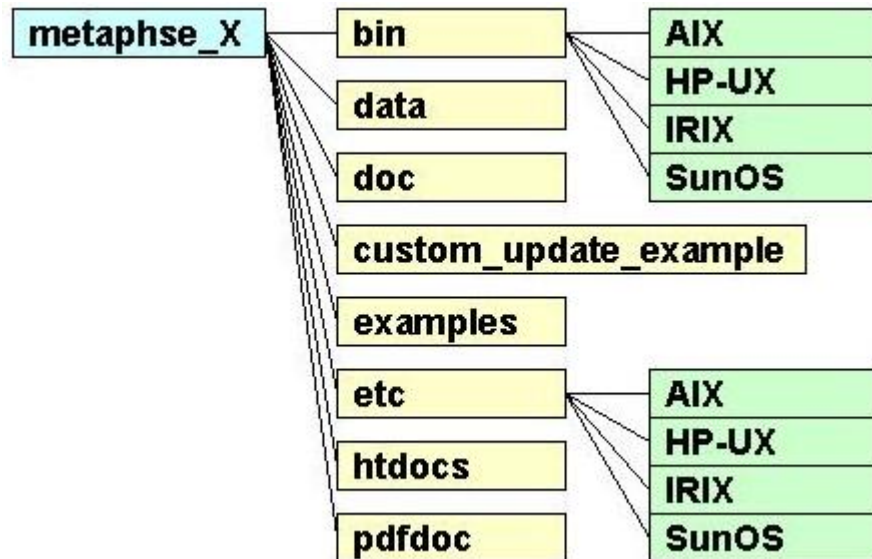 metaphse_X
bin
AIX
HP-UX
IRIX
SunOS
data
doc
custom_update_example
examples
etc
AIX
HP-UX
IRIX
SunOS
htdocs
pdfdoc